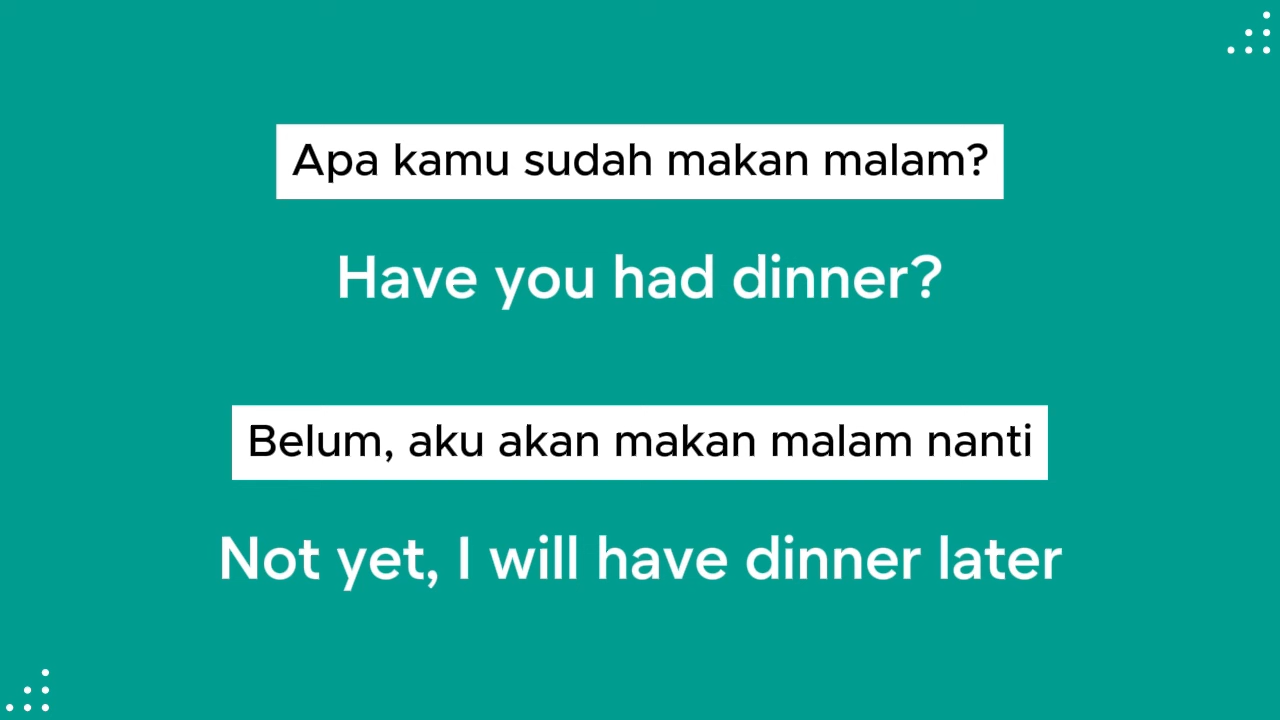 Apa kamu sudah makan malam?
Have you had dinner?
Belum, aku akan makan malam nanti
Not yet, I will have dinner later